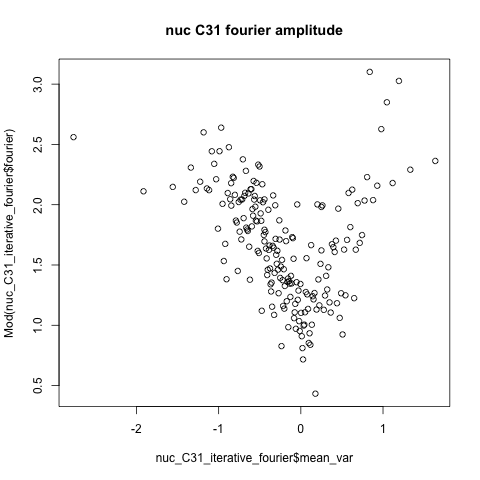 nuc C31 fourier amplitude
Mod(nuc_C31_iterative_fourier$fourier)
3.0
2.5
2.0
1.5
1.0
0.5
-2 -1 0 1
nuc_C31_iterative_fourier$mean_var